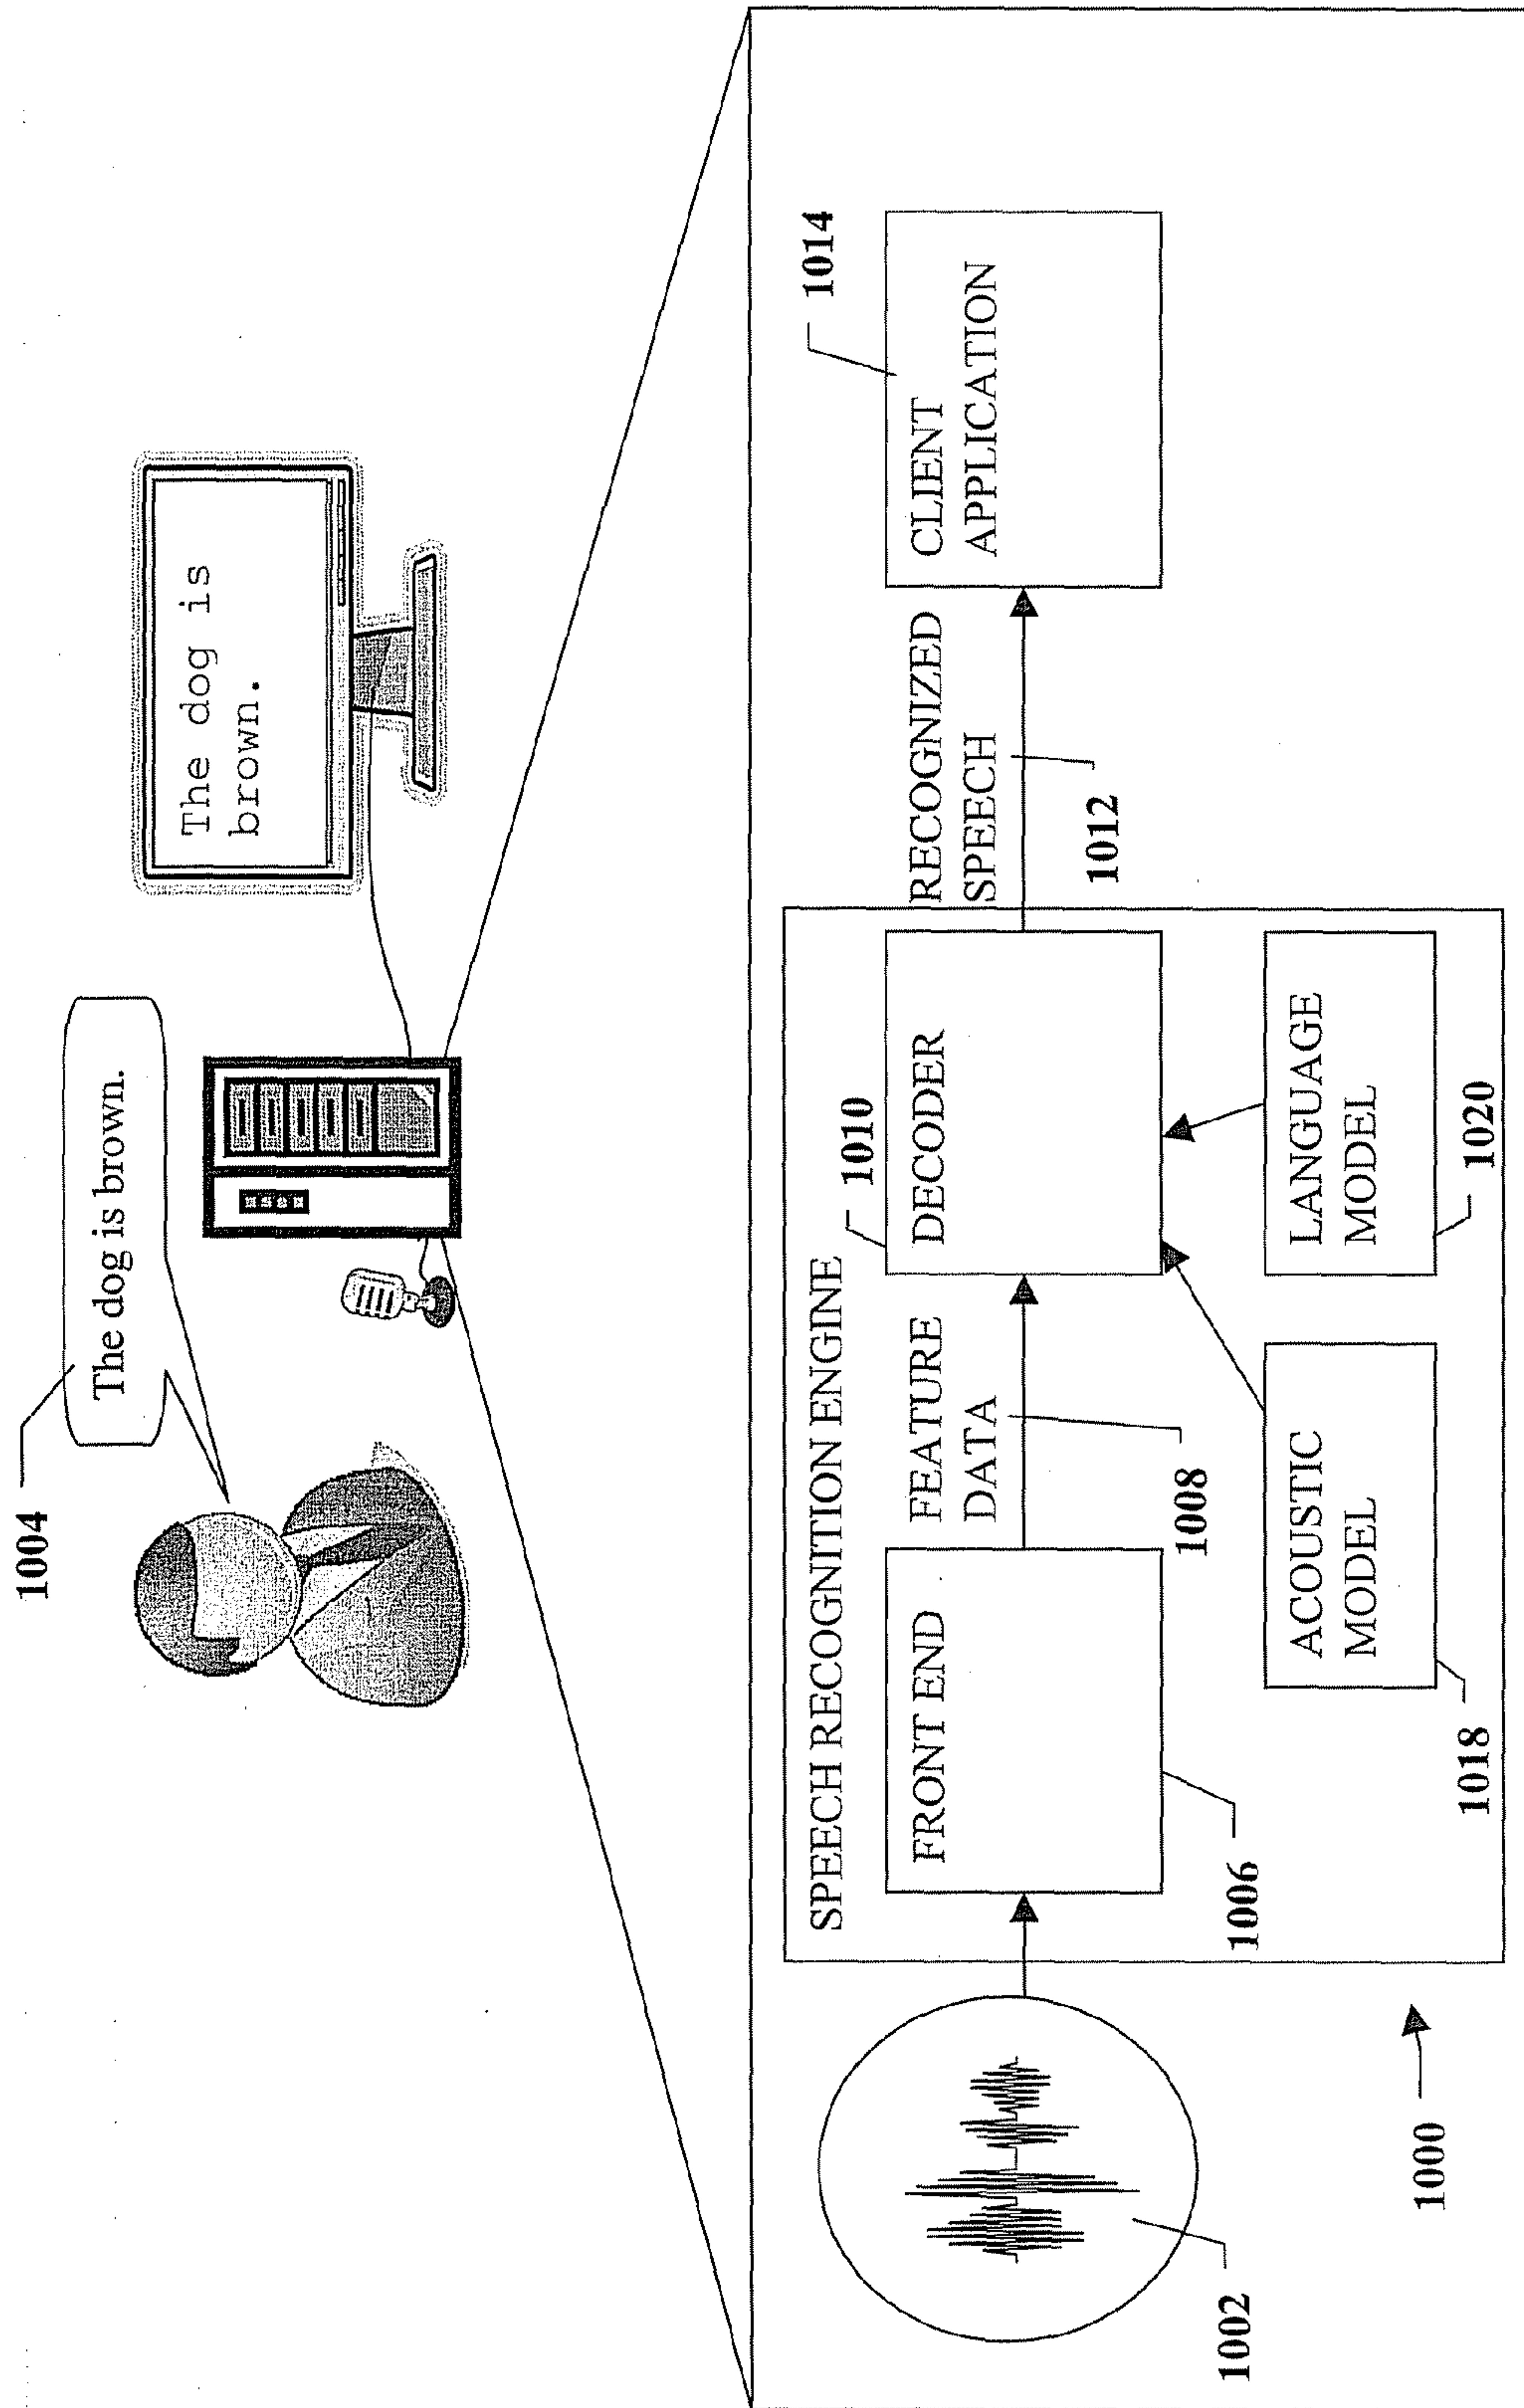 1004
The dog is brown.
The dog is
brown.
SPEECH RECOGNITION ENGINE
1010
1014
FRONT END
FEATURE
DATA
DECODER
RECOGNIZED
SPEECH
CLIENT
APPLICATION
1012
1008
1006
1002
ACOUSTIC
MODEL
LANGUAGE
MODEL
1000
1018
1020